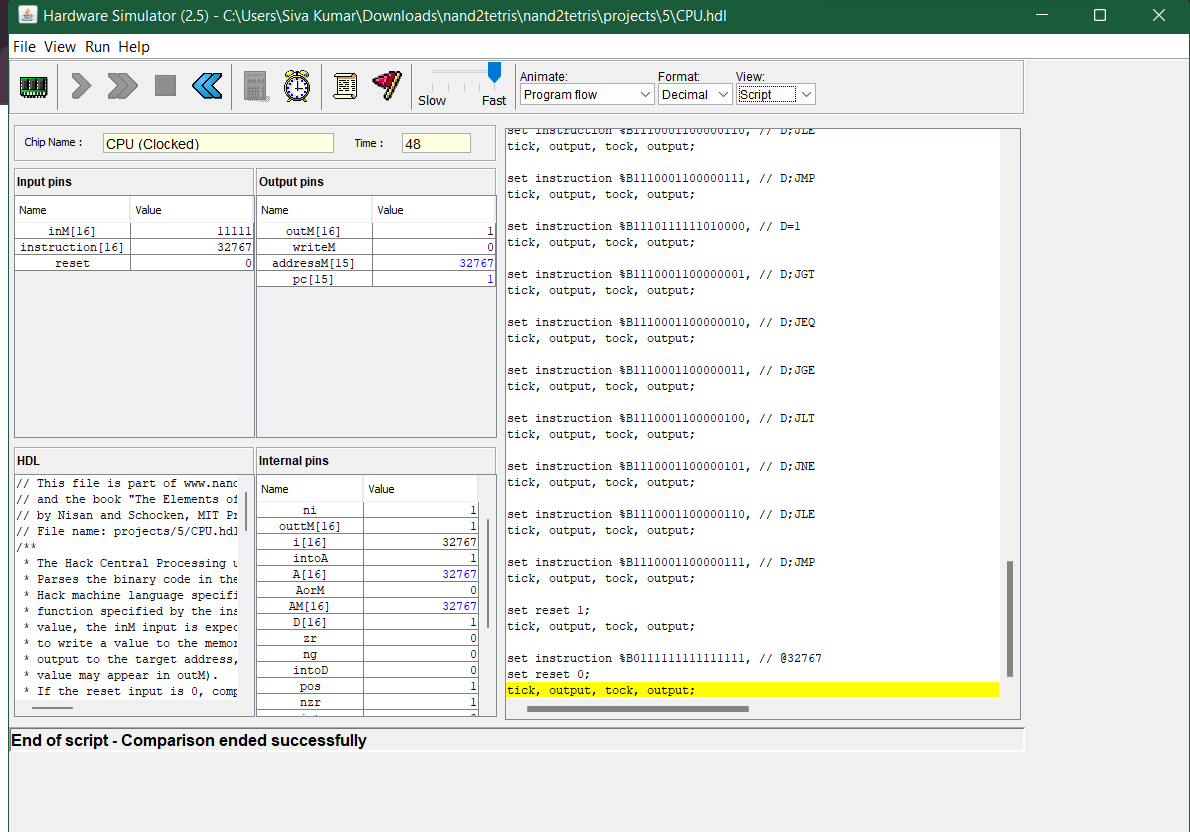 Hardware Simulator (2.5) - C:\Users\Siva Kumar\Downloads\nand2tetris\nand2tetris\projects\5\CPU.hdl
File View Run Help
Slow Fast
Animate: Format: View:
Program flow Decimal Script
Chip Name : CPU (Clocked) Time : 48
Input pins
Name Value
inM[16] 11111
instruction[16] 32767
reset 0
Output pins
Name Value
outM[16] 1
writeM 0
addressM[15] 32767
pc[15] 1
HDL
// This file is part of www.nand
// and the book "The Elements of
// by Nisan and Schocken, MIT Pr
// File name: projects/5/CPU.hdl
/**
* The Hack Central Processing u
* Parses the binary code in the
* Hack machine language specifi
* function specified by the ins
* value, the inM input is expec
* to write a value to the memor
* output to the target address,
* value may appear in outM).
* If the reset input is 0, comp
Internal pins
Name Value
ni 1
outtM[16] 1
i[16] 32767
intoA 1
A[16] 32767
AorM 0
AM[16] 32767
D[16] 1
zr 0
ng 0
intoD 0
pos 1
nzr 1
set instruction %B1110001100000110, // D;JLE
tick, output, tock, output;
set instruction %B1110001100000111, // D;JMP
tick, output, tock, output;
set instruction %B1110111111010000, // D=1
tick, output, tock, output;
set instruction %B1110001100000001, // D;JGT
tick, output, tock, output;
set instruction %B1110001100000010, // D;JEQ
tick, output, tock, output;
set instruction %B1110001100000011, // D;JGE
tick, output, tock, output;
set instruction %B1110001100000100, // D;JLT
tick, output, tock, output;
set instruction %B1110001100000101, // D;JNE
tick, output, tock, output;
set instruction %B1110001100000110, // D;JLE
tick, output, tock, output;
set instruction %B1110001100000111, // D;JMP
tick, output, tock, output;
set reset 1;
tick, output, tock, output;
set instruction %B0111111111111111, // @32767
set reset 0;
tick, output, tock, output;
End of script - Comparison ended successfully